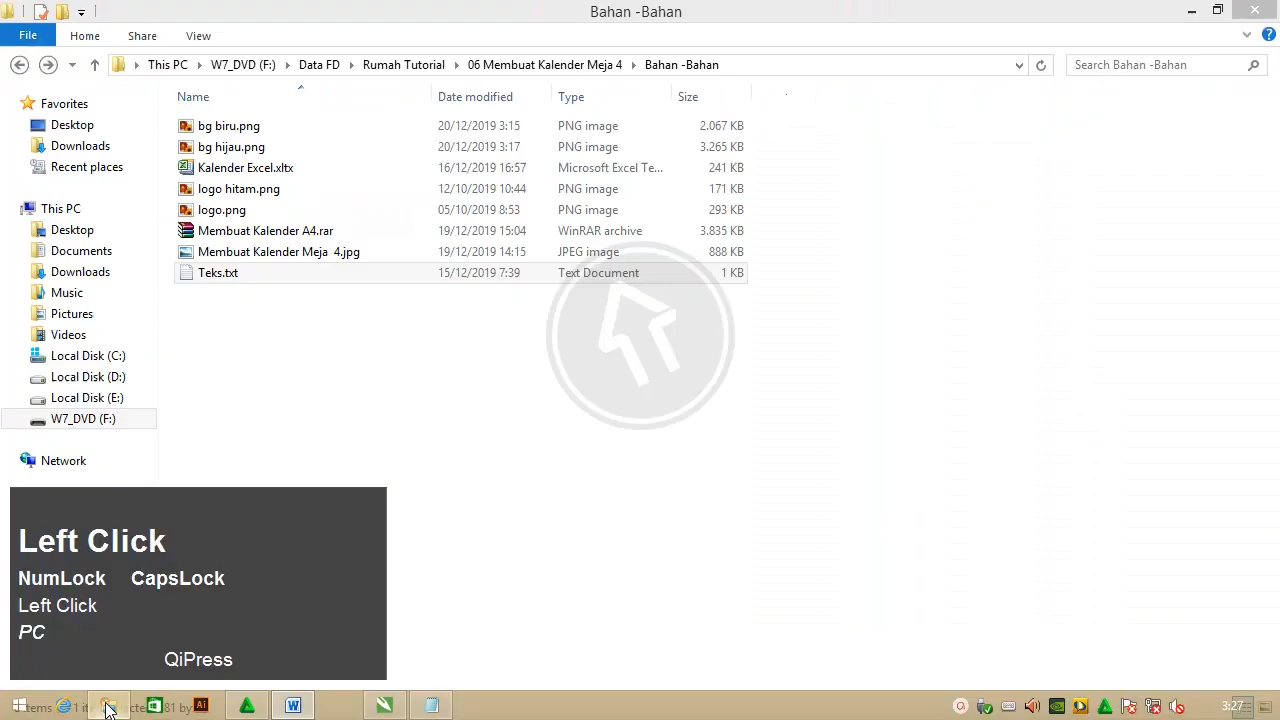 Bahan -Bahan
File Home Share View
This PC W7_DVD (F:) Data FD Rumah Tutorial 06 Membuat Kalender Meja 4 Bahan -Bahan Search Bahan -Bahan
Name Date modified Type Size
Favorites
Desktop
Downloads
Recent places
This PC
Desktop
Documents
Downloads
Music
Pictures
Videos
Local Disk (C:)
Local Disk (D:)
Local Disk (E:)
W7_DVD (F:)
Network
bg biru.png 20/12/2019 3:15 PNG image 2.067 KB
bg hijau.png 20/12/2019 3:17 PNG image 3.265 KB
Kalender Excel.xltx 16/12/2019 16:57 Microsoft Excel Te... 241 KB
logo hitam.png 12/10/2019 10:44 PNG image 171 KB
logo.png 05/10/2019 8:53 PNG image 293 KB
Membuat Kalender A4.rar 19/12/2019 15:04 WinRAR archive 3.835 KB
Membuat Kalender Meja 4.jpg 19/12/2019 14:15 JPEG image 888 KB
Teks.txt 15/12/2019 7:39 Text Document 1 KB
Left Click
NumLock CapsLock
Left Click
PC
QiPress
Ai
W
3:27